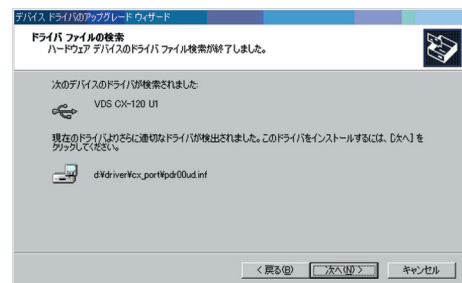 デバイス ドライバのアップグレード ウィザード
ドライバ ファイルの検索
ハードウェア デバイスのドライバ ファイル検索が終了しました。
次のデバイスのドライバが検索されました:
VDS CX-120 U1
現在のドライバよりさらに適切なドライバが検出されました。このドライバをインストールするには、[次へ] を
クリックしてください。
d:¥driver¥cx_port¥pdr00ud.inf
< 戻る(B)
次へ(N) >
キャンセル